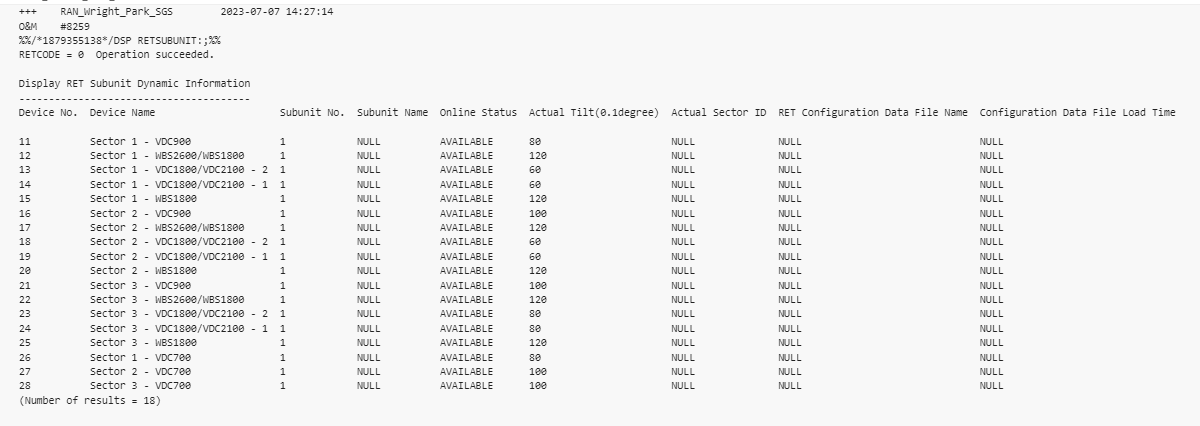 +++    RAN_Wright_Park_SGS        2023-07-07 14:27:14
O&M    #8259
%%/*1879355138*/DSP RETSUBUNIT:;%%
RETCODE = 0  Operation succeeded.
Display RET Subunit Dynamic Information
---------------------------------------
Device No.  Device Name                     Subunit No.  Subunit Name  Online Status  Actual Tilt(0.1degree)  Actual Sector ID  RET Configuration Data File Name  Configuration Data File Load Time
11          Sector 1 - VDC900               1            NULL          AVAILABLE      80                      NULL              NULL                              NULL
12          Sector 1 - WBS2600/WBS1800      1            NULL          AVAILABLE      120                     NULL              NULL                              NULL
13          Sector 1 - VDC1800/VDC2100 - 2  1            NULL          AVAILABLE      60                      NULL              NULL                              NULL
14          Sector 1 - VDC1800/VDC2100 - 1  1            NULL          AVAILABLE      60                      NULL              NULL                              NULL
15          Sector 1 - WBS1800              1            NULL          AVAILABLE      120                     NULL              NULL                              NULL
16          Sector 2 - VDC900               1            NULL          AVAILABLE      100                     NULL              NULL                              NULL
17          Sector 2 - WBS2600/WBS1800      1            NULL          AVAILABLE      120                     NULL              NULL                              NULL
18          Sector 2 - VDC1800/VDC2100 - 2  1            NULL          AVAILABLE      60                      NULL              NULL                              NULL
19          Sector 2 - VDC1800/VDC2100 - 1  1            NULL          AVAILABLE      60                      NULL              NULL                              NULL
20          Sector 2 - WBS1800              1            NULL          AVAILABLE      120                     NULL              NULL                              NULL
21          Sector 3 - VDC900               1            NULL          AVAILABLE      100                     NULL              NULL                              NULL
22          Sector 3 - WBS2600/WBS1800      1            NULL          AVAILABLE      120                     NULL              NULL                              NULL
23          Sector 3 - VDC1800/VDC2100 - 2  1            NULL          AVAILABLE      80                      NULL              NULL                              NULL
24          Sector 3 - VDC1800/VDC2100 - 1  1            NULL          AVAILABLE      80                      NULL              NULL                              NULL
25          Sector 3 - WBS1800              1            NULL          AVAILABLE      120                     NULL              NULL                              NULL
26          Sector 1 - VDC700               1            NULL          AVAILABLE      80                      NULL              NULL                              NULL
27          Sector 2 - VDC700               1            NULL          AVAILABLE      100                     NULL              NULL                              NULL
28          Sector 3 - VDC700               1            NULL          AVAILABLE      100                     NULL              NULL                              NULL
(Number of results = 18)